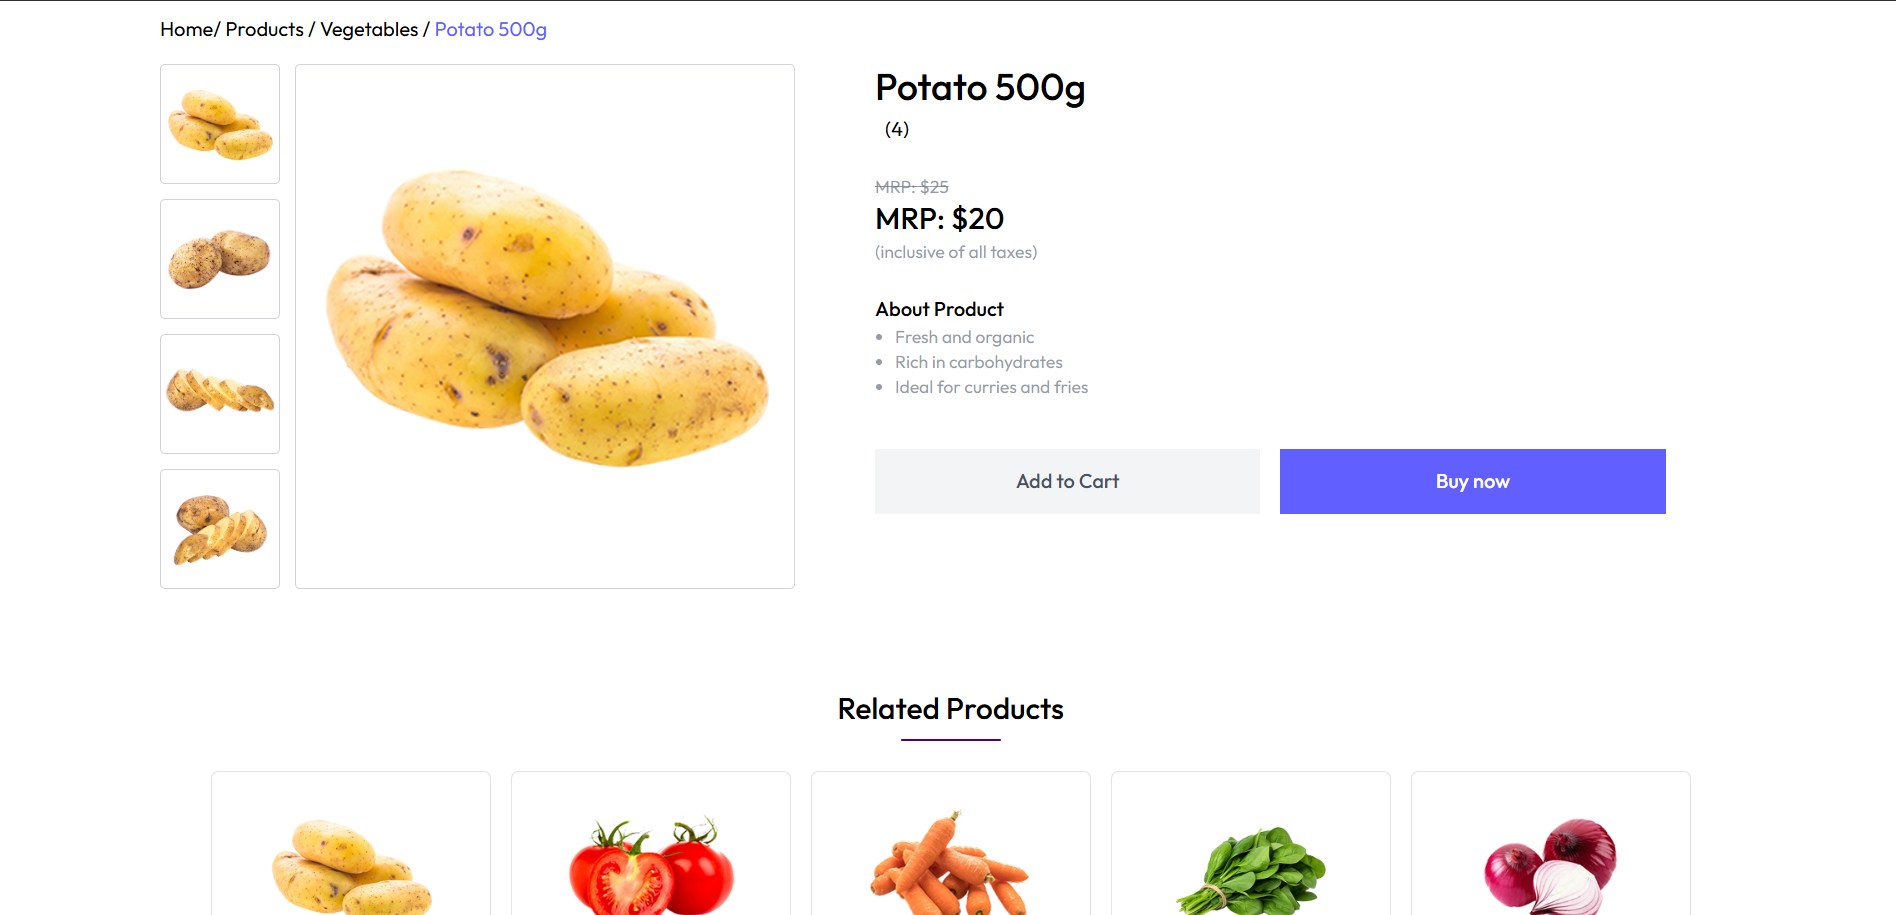 Home/ Products / Vegetables / Potato 500g
Potato 500g
(4)
MRP: $25
MRP: $20
(inclusive of all taxes)
About Product
Fresh and organic
Rich in carbohydrates
Ideal for curries and fries
Add to Cart
Buy now
Related Products